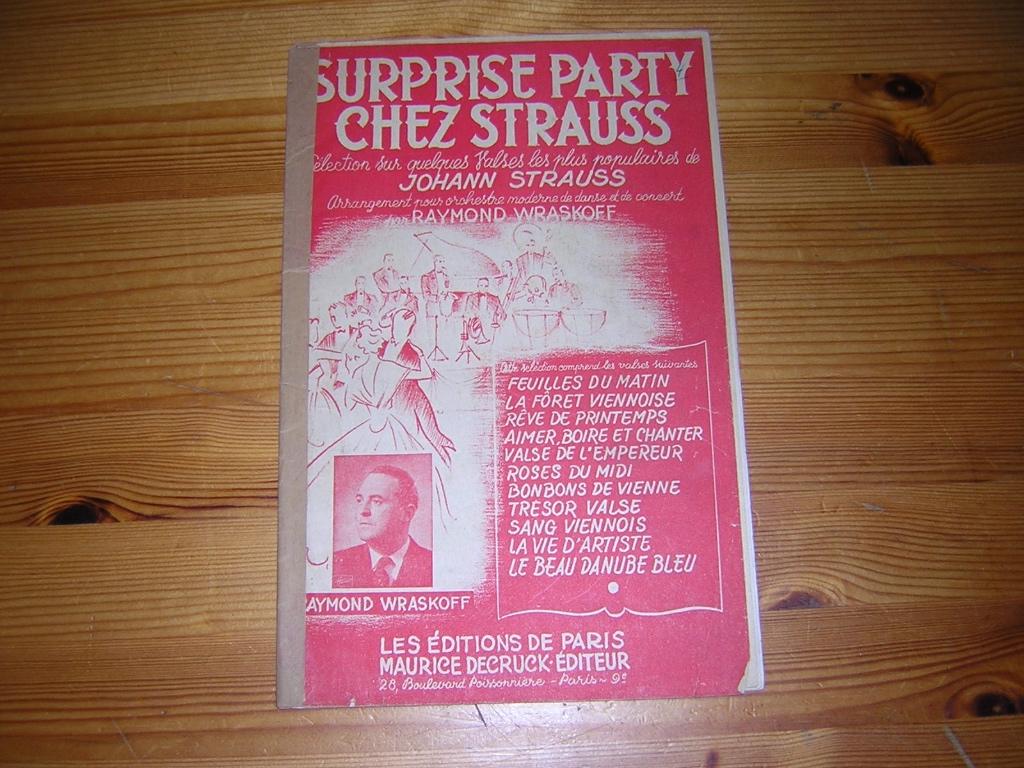 SURPRISE PARTY
CHEZ STRAUSS
Sélection sur quelques Valses les plus populaires de
JOHANN STRAUSS
Arrangement pour orchestre moderne de danse et de concert
par RAYMOND WRASKOFF
Cette sélection comprend les valses suivantes
FEUILLES DU MATIN
LA FÔRET VIENNOISE
RÊVE DE PRINTEMPS
AIMER, BOIRE ET CHANTER
VALSE DE L'EMPEREUR
ROSES DU MIDI
BONBONS DE VIENNE
TRÉSOR VALSE
SANG VIENNOIS
LA VIE D'ARTISTE
LE BEAU DANUBE BLEU
AYMOND WRASKOFF
LES ÉDITIONS DE PARIS
MAURICE DECRUCK-ÉDITEUR
28, Boulevard Poissonnière - Paris ~ 9e